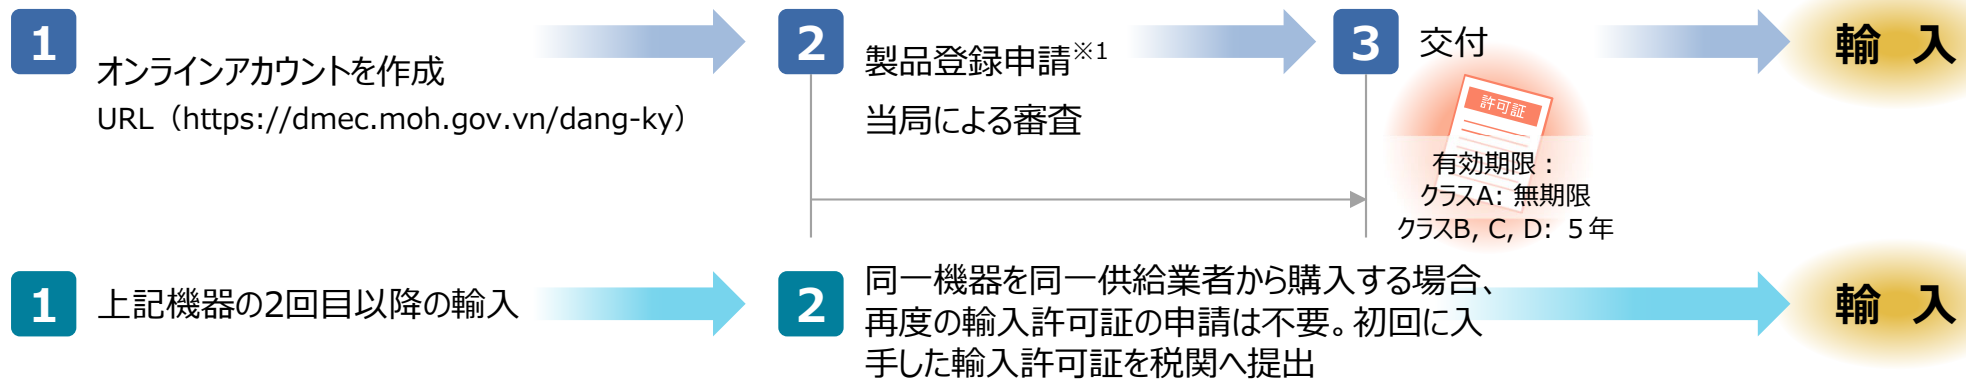 1
オンラインアカウントを作成
URL（https://dmec.moh.gov.vn/dang-ky）
2
製品登録申請※1
当局による審査
3
交付
許可証
有効期限：
クラスA: 無期限
クラスB, C, D: ５年
輸 入
1
上記機器の2回目以降の輸入
2
同一機器を同一供給業者から購入する場合、
再度の輸入許可証の申請は不要。初回に入
手した輸入許可証を税関へ提出
輸 入